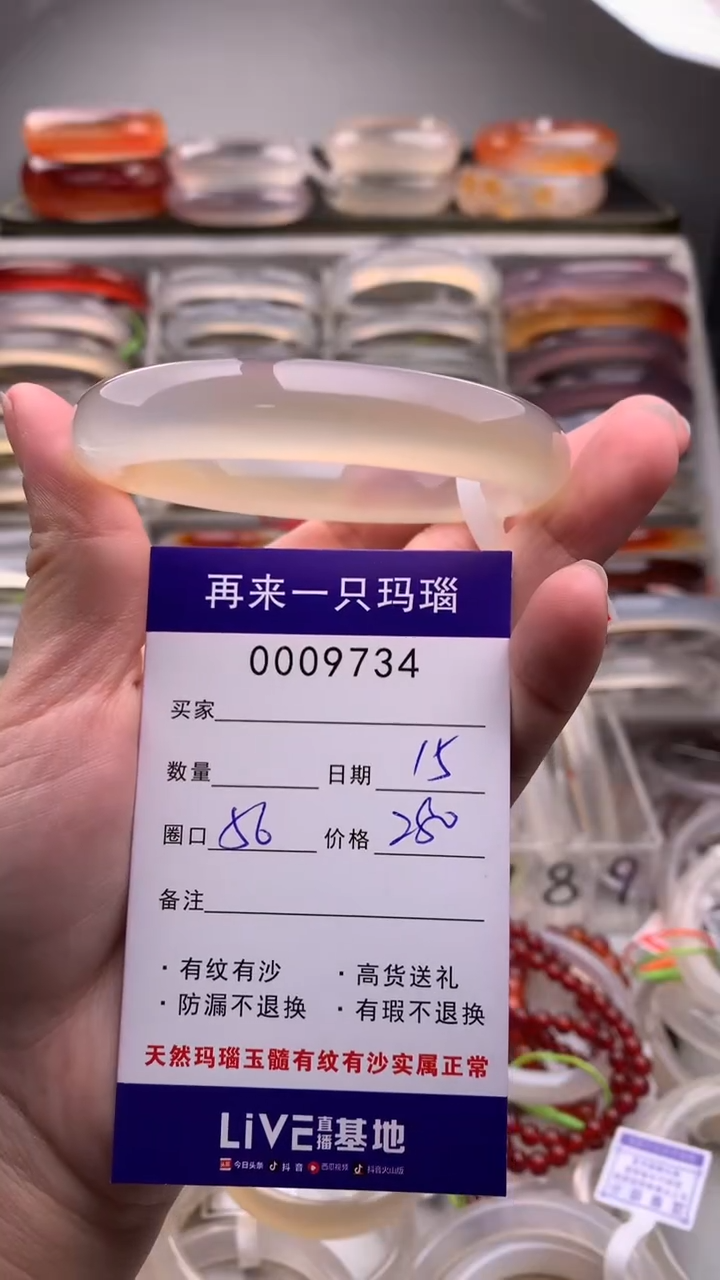 再来一只玛瑙
0009734
买家
数量 日期 15
圈口 56 价格 280
备注
· 有纹有沙 · 高货送礼
· 防漏不退换 · 有瑕不退换
天然玛瑙玉髓有纹有沙实属正常
LiVE直播基地
今日头条 抖音 西瓜视频 抖音火山版
8 9